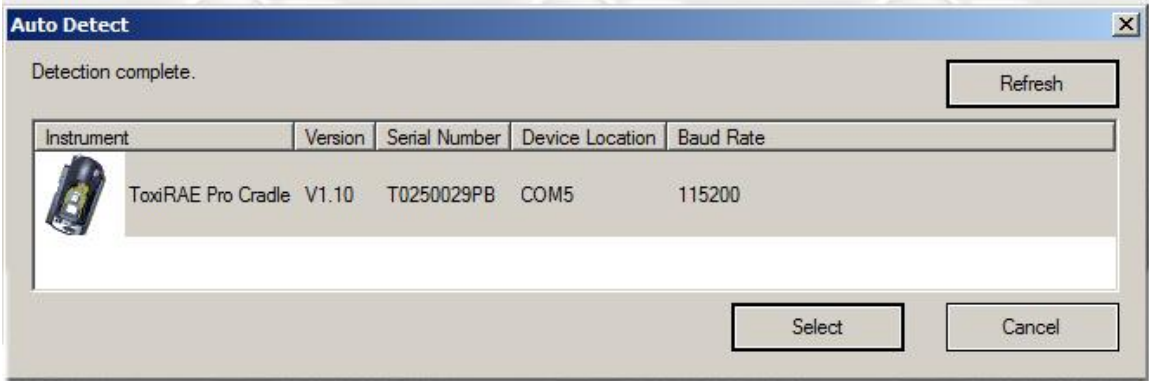 Auto Detect
Detection complete.
Refresh
Instrument Version Serial Number Device Location Baud Rate
ToxiRAE Pro Cradle V1.10 T0250029PB COM5 115200
Select Cancel